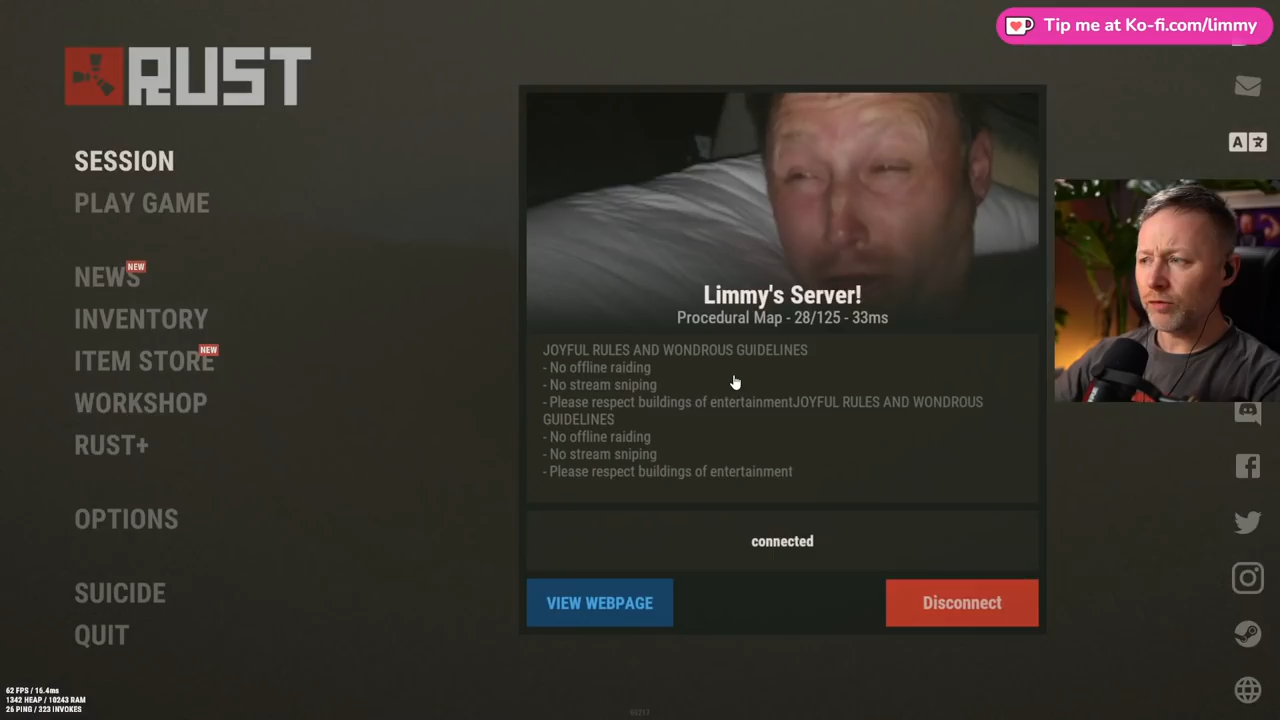 Tip me at Ko-fi.com/limmy
RUST
SESSION
PLAY GAME
NEWS NEW
INVENTORY
ITEM STORE NEW
WORKSHOP
RUST+
OPTIONS
SUICIDE
QUIT
Limmy's Server!
Procedural Map - 28/125 - 33ms
JOYFUL RULES AND WONDROUS GUIDELINES
- No offline raiding
- No stream sniping
- Please respect buildings of entertainmentJOYFUL RULES AND WONDROUS
GUIDELINES
- No offline raiding
- No stream sniping
- Please respect buildings of entertainment
connected
VIEW WEBPAGE
Disconnect
A
62 FPS / 16.4ms
1342 HEAP / 10243 RAM
26 PING / 323 INVOKES